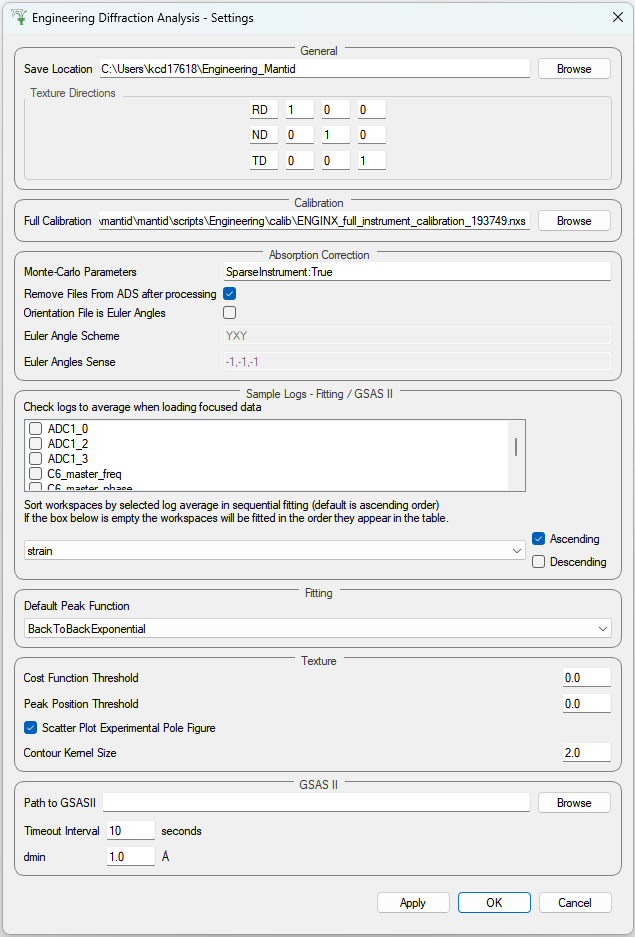 Engineering Diffraction Analysis - Settings
General
Save Location C:\Users\kcd17618\Engineering_Mantid Browse
Texture Directions
RD 1 0 0
ND 0 1 0
TD 0 0 1
Calibration
Full Calibration \mantid\mantid\scripts\Engineering\calib\ENGINX_full_instrument_calibration_193749.nxs Browse
Absorption Correction
Monte-Carlo Parameters SparseInstrument:True
Remove Files From ADS after processing
Orientation File is Euler Angles
Euler Angle Scheme YXY
Euler Angles Sense -1,-1,-1
Sample Logs - Fitting / GSAS II
Check logs to average when loading focused data
ADC1_0
ADC1_2
ADC1_3
C6_master_freq
C6_master_phase
Sort workspaces by selected log average in sequential fitting (default is ascending order)
If the box below is empty the workspaces will be fitted in the order they appear in the table.
strain
Ascending
Descending
Fitting
Default Peak Function
BackToBackExponential
Texture
Cost Function Threshold 0.0
Peak Position Threshold 0.0
Scatter Plot Experimental Pole Figure
Contour Kernel Size 2.0
GSAS II
Path to GSASII Browse
Timeout Interval 10 seconds
dmin 1.0 Å
Apply OK Cancel